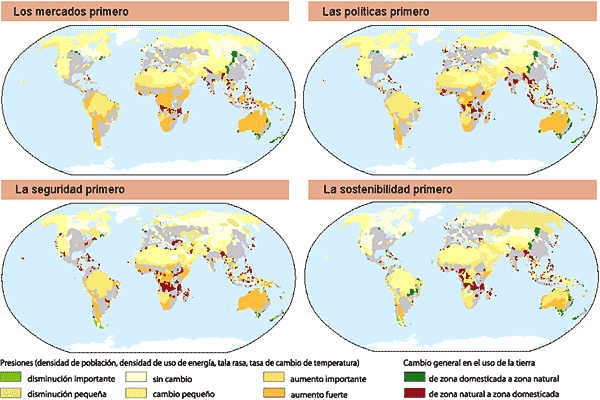 Los mercados primero
Las políticas primero
La seguridad primero
La sostenibilidad primero
Presiones (densidad de población, densidad de uso de energía, tala rasa, tasa de cambio de temperatura)
Cambio general en el uso de la tierra
disminución importante
sin cambio
aumento importante
de zona domesticada a zona natural
disminución pequeña
cambio pequeño
aumento fuerte
de zona natural a zona domesticada